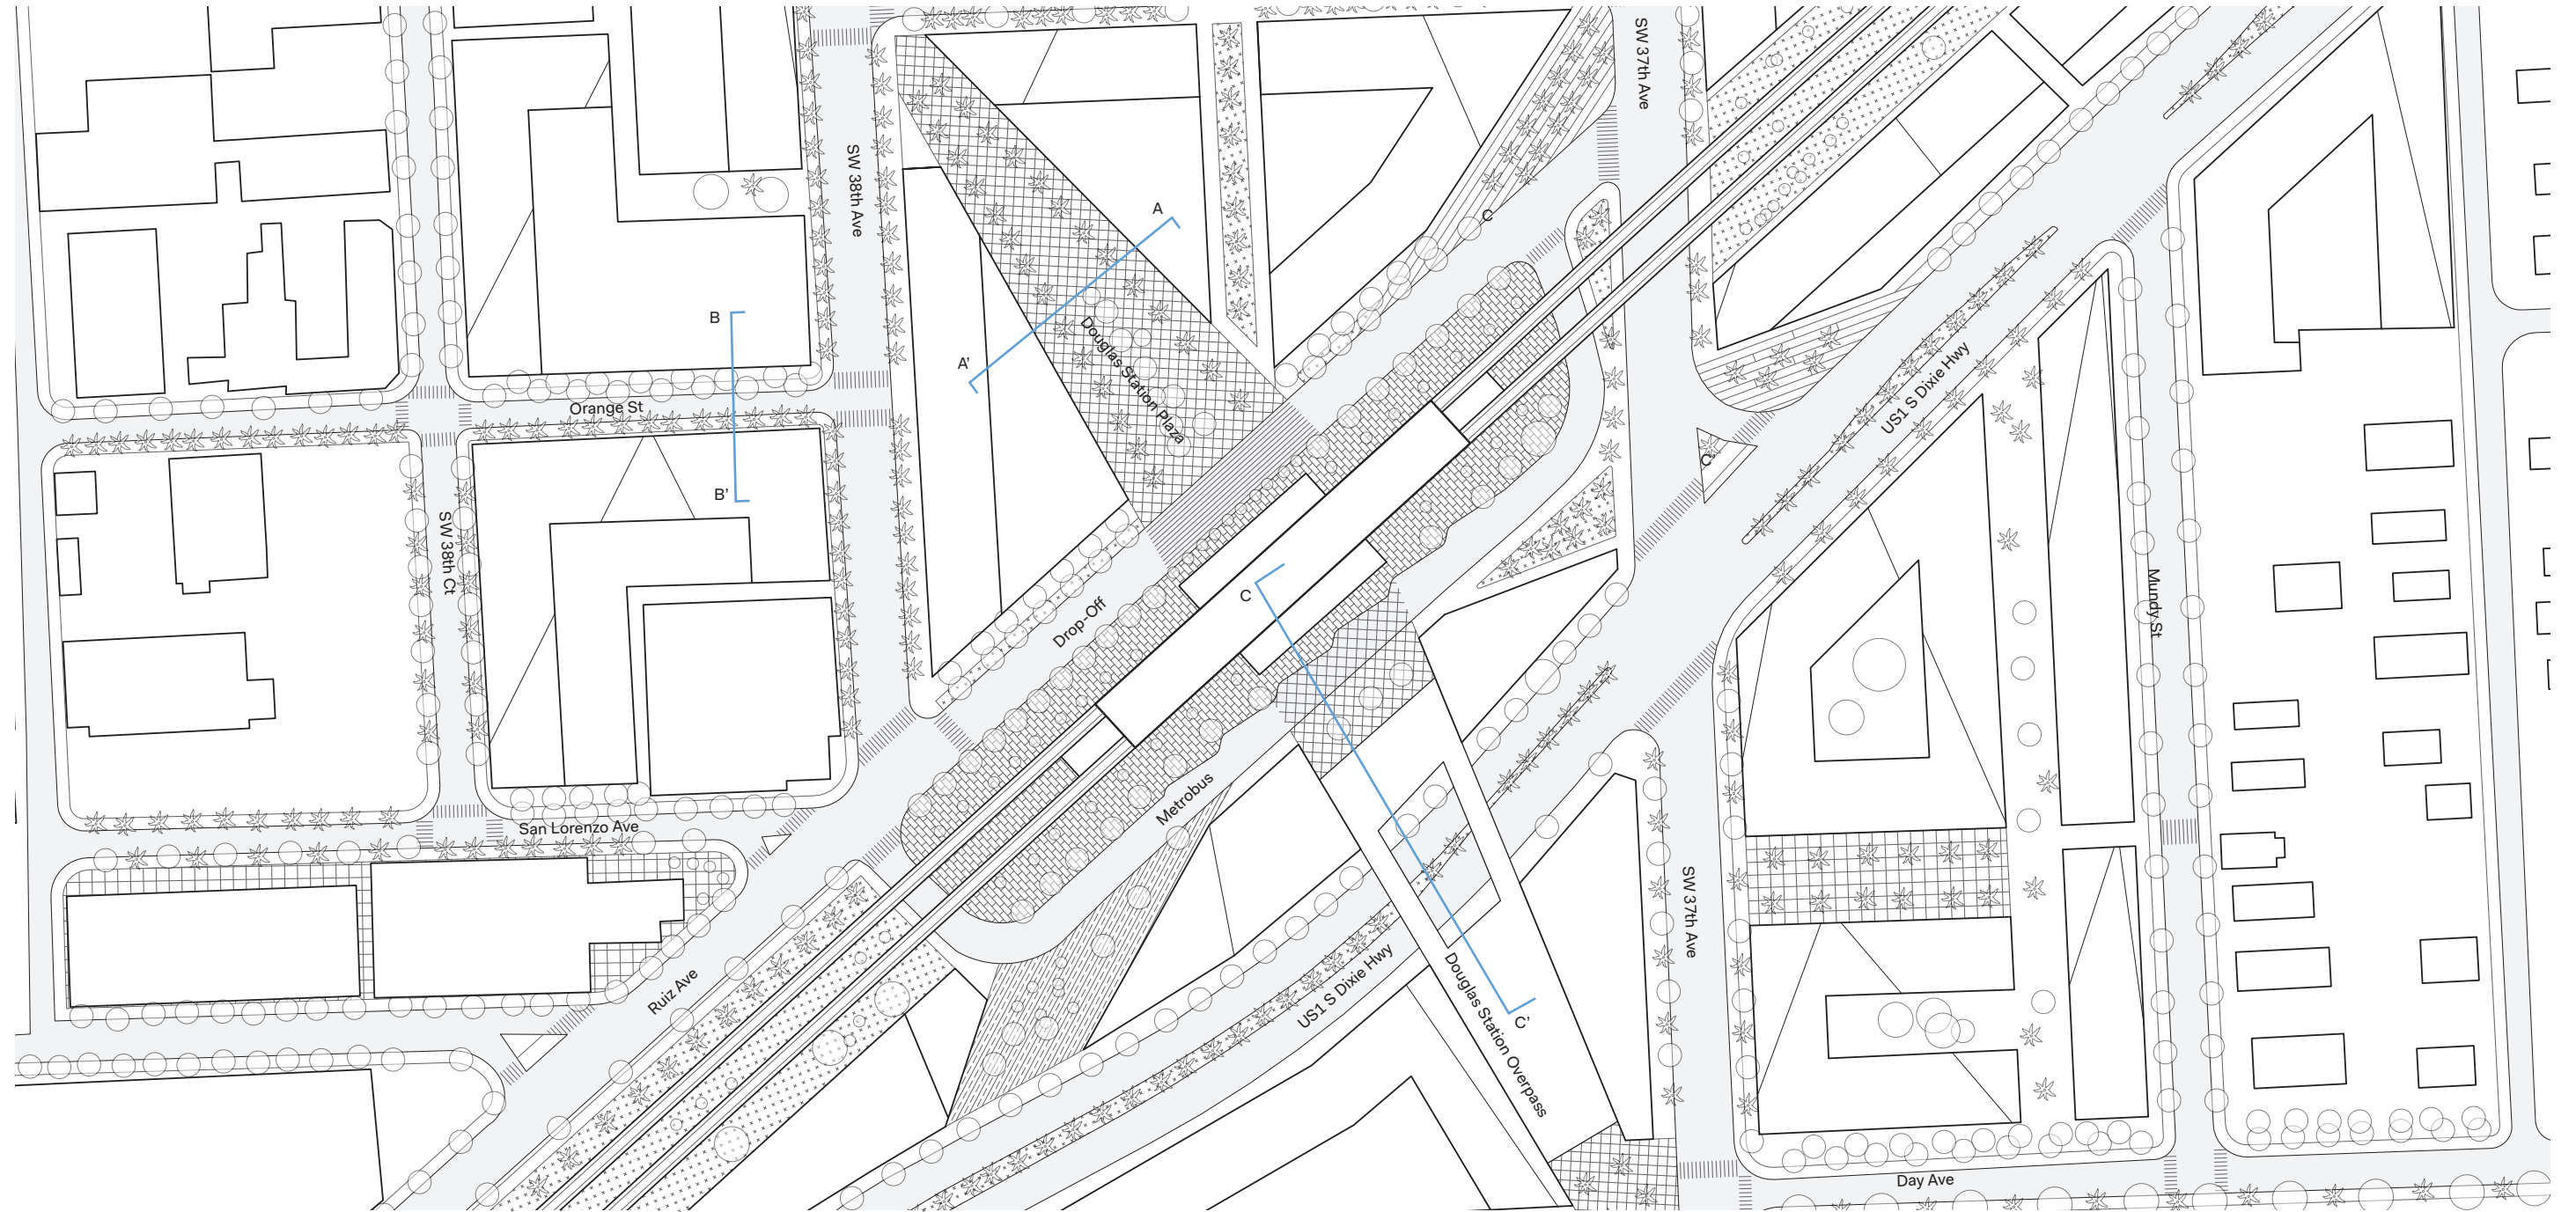 SW 37th Ave
SW 38th Ave
A
C
B
A’
Douglas Station Plaza
US1 S Dixie Hwy
Orange St
C’
B’
SW 38th Ct
C
Drop-Off
Mundy St
Metrobus
San Lorenzo Ave
SW 37th Ave
Ruiz Ave
US1 S Dixie Hwy
Douglas Station Overpass
C’
Day Ave